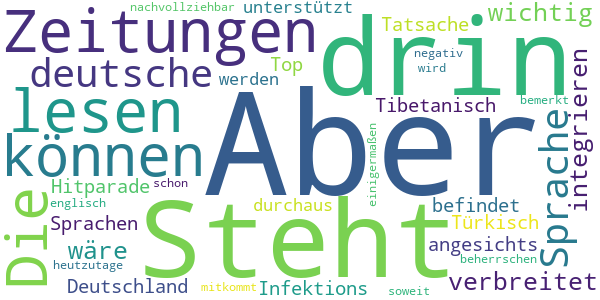 nachvollziehbar unterstützt
Zeitungen drin Tatsache wichtig
deutsche Top negativ
werden wird
lesen Aber Tibetanisch bemerkt
können einigermaßen Sprache integrieren
Die Hitparade schon
englisch Steht durchaus befindet
Sprachen Türkisch
wäre angesichts
heutzutage beherrschen
Deutschland mitkommt Infektions soweit verbreitet